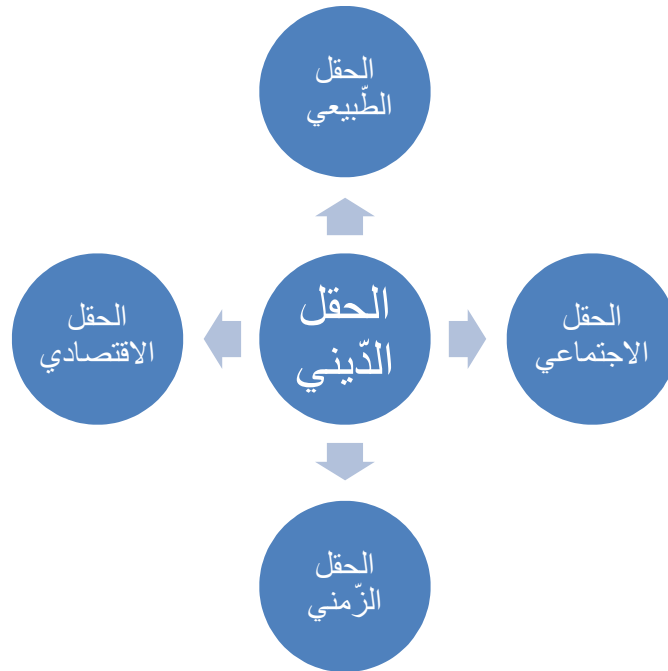 الحقل
الطّبيعي
الحقل
الاجتماعي
الحقل
الدّيني
الحقل
الاقتصادي
الحقل
الزّمني